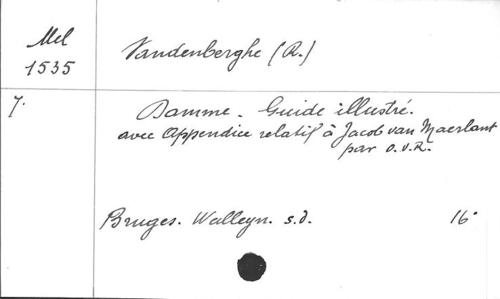 Mel
1535
Vandenberghe (R.)
7.
Damme. Guide illustré.
avec Appendice relatif à Jacob van Maerlant
par O.V.R.
Bruges. Walleyn. s.d. 16°